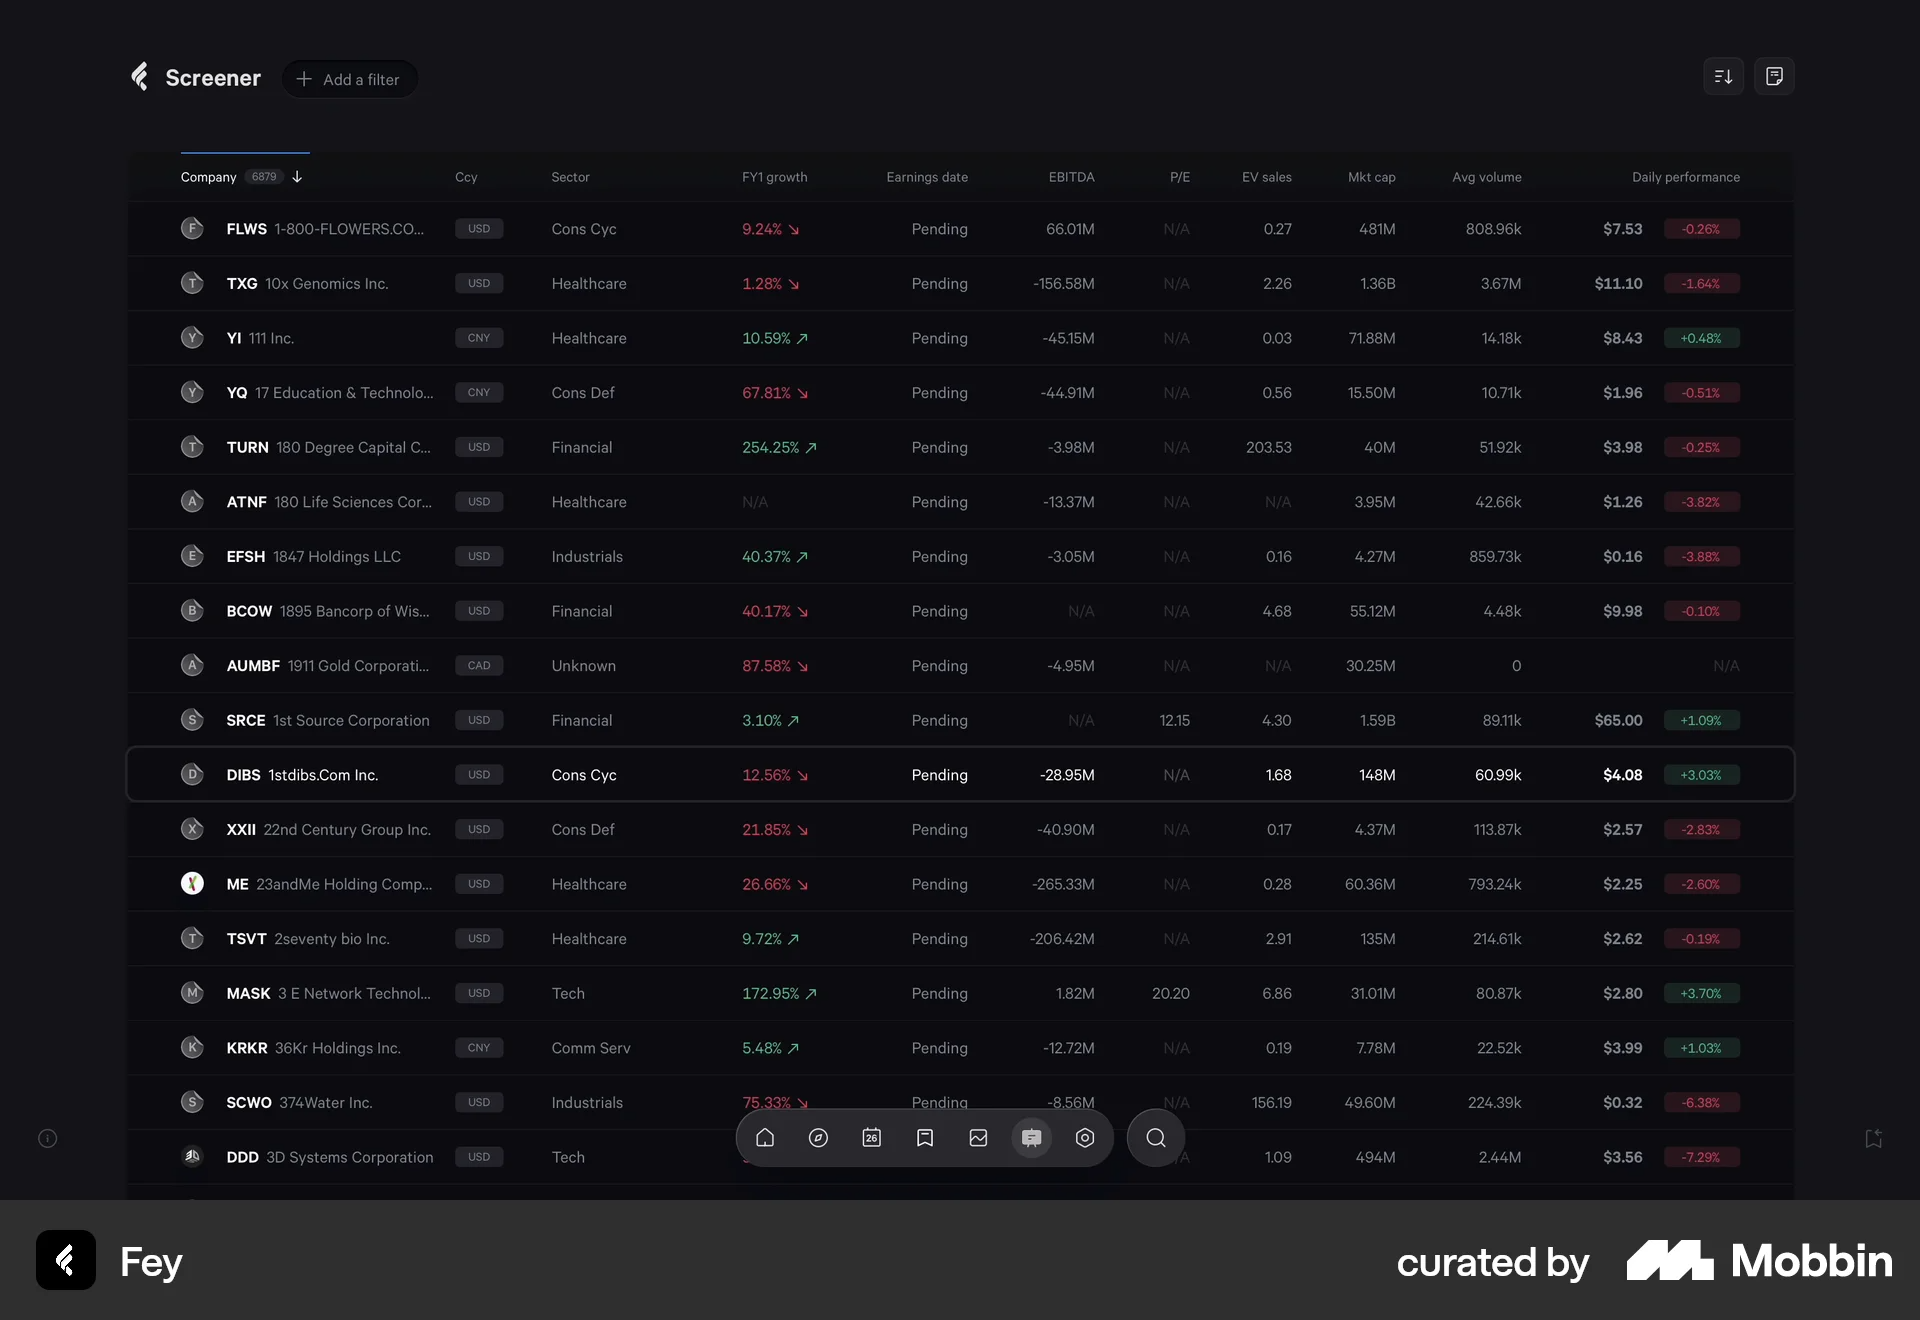 Screener + Add a filter
Company 6879 ↓ Ccy Sector FY1 growth Earnings date EBITDA P/E EV sales Mkt cap Avg volume Daily performance
F FLWS 1-800-FLOWERS.CO... USD Cons Cyc 9.24% ↘ Pending 66.01M N/A 0.27 481M 808.96k $7.53 -0.26%
T TXG 10x Genomics Inc. USD Healthcare 1.28% ↘ Pending -156.58M N/A 2.26 1.36B 3.67M $11.10 -1.64%
Y YI 111 Inc. CNY Healthcare 10.59% ↗ Pending -45.15M N/A 0.03 71.88M 14.18k $8.43 +0.48%
Y YQ 17 Education & Technolo... CNY Cons Def 67.81% ↘ Pending -44.91M N/A 0.56 15.50M 10.71k $1.96 -0.51%
T TURN 180 Degree Capital C... USD Financial 254.25% ↗ Pending -3.98M N/A 203.53 40M 51.92k $3.98 -0.25%
A ATNF 180 Life Sciences Cor... USD Healthcare N/A Pending -13.37M N/A N/A 3.95M 42.66k $1.26 -3.82%
E EFSH 1847 Holdings LLC USD Industrials 40.37% ↗ Pending -3.05M N/A 0.16 4.27M 859.73k $0.16 -3.88%
B BCOW 1895 Bancorp of Wis... USD Financial 40.17% ↘ Pending N/A N/A 4.68 55.12M 4.48k $9.98 -0.10%
A AUMBF 1911 Gold Corporati... CAD Unknown 87.58% ↘ Pending -4.95M N/A N/A 30.25M 0 N/A
S SRCE 1st Source Corporation USD Financial 3.10% ↗ Pending N/A 12.15 4.30 1.59B 89.11k $65.00 +1.09%
D DIBS 1stdibs.Com Inc. USD Cons Cyc 12.56% ↘ Pending -28.95M N/A 1.68 148M 60.99k $4.08 +3.03%
X XXII 22nd Century Group Inc. USD Cons Def 21.85% ↘ Pending -40.90M N/A 0.17 4.37M 113.87k $2.57 -2.83%
ME 23andMe Holding Comp... USD Healthcare 26.66% ↘ Pending -265.33M N/A 0.28 60.36M 793.24k $2.25 -2.60%
T TSVT 2seventy bio Inc. USD Healthcare 9.72% ↗ Pending -206.42M N/A 2.91 135M 214.61k $2.62 -0.19%
M MASK 3 E Network Technol... USD Tech 172.95% ↗ Pending 1.82M 20.20 6.86 31.01M 80.87k $2.80 +3.70%
K KRKR 36Kr Holdings Inc. CNY Comm Serv 5.48% ↗ Pending -12.72M N/A 0.19 7.78M 22.52k $3.99 +1.03%
S SCWO 374Water Inc. USD Industrials 75.33% ↘ Pending -8.56M N/A 156.19 49.60M 224.39k $0.32 -6.38%
26
DDD 3D Systems Corporation USD Tech 1.09 494M 2.44M $3.56 -7.29%
Fey curated by Mobbin